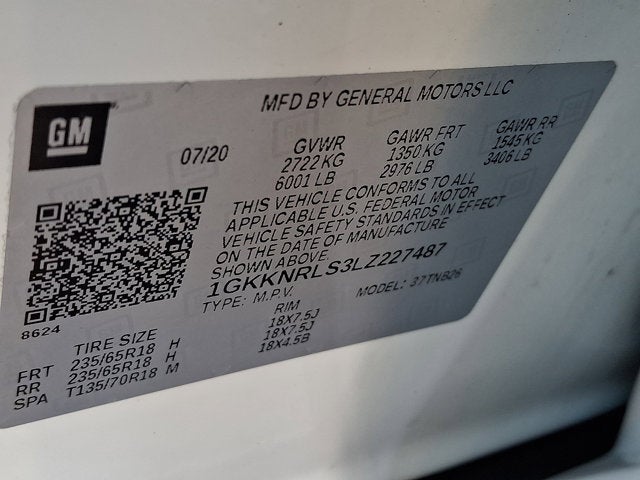 GM
MFD BY GENERAL MOTORS LLC
07/20 GVWR GAWR FRT GAWR RR
2722 KG 1350 KG 1545 KG
6001 LB 2976 LB 3406 LB
THIS VEHICLE CONFORMS TO ALL
APPLICABLE U.S. FEDERAL MOTOR
VEHICLE SAFETY STANDARDS IN EFFECT
ON THE DATE OF MANUFACTURE
SHOWN ABOVE.
1GKKNRLS3LZ227487
TYPE: M.P.V. MODEL: 37TNB26
8624
TIRE SIZE RIM
FRT 235/65R18 H 18X7.5J
RR 235/65R18 H 18X7.5J
SPA T135/70R18 M 18X4.5B